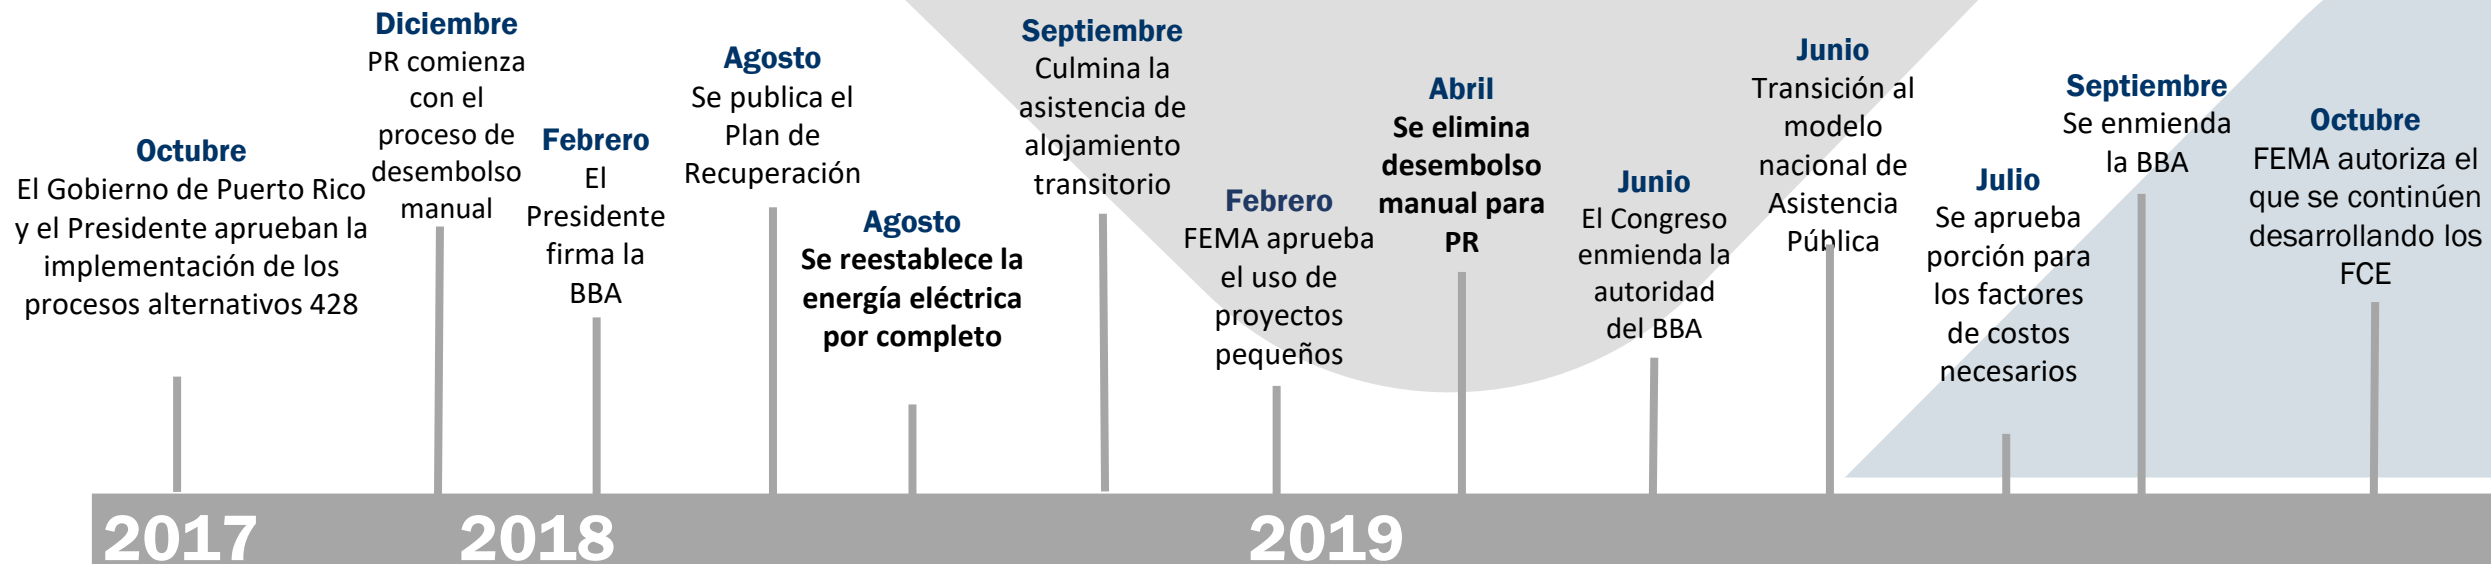 Octubre
El Gobierno de Puerto Rico
y el Presidente aprueban la
implementación de los
procesos alternativos 428
Diciembre
PR comienza
con el
proceso de
desembolso
manual
Febrero
El
Presidente
firma la
BBA
Agosto
Se publica el
Plan de
Recuperación
Agosto
Se reestablece la
energía eléctrica
por completo
Septiembre
Culmina la
asistencia de
alojamiento
transitorio
Febrero
FEMA aprueba
el uso de
proyectos
pequeños
Abril
Se elimina
desembolso
manual para
PR
Junio
El Congreso
enmienda la
autoridad
del BBA
Junio
Transición al
modelo
nacional de
Asistencia
Pública
Julio
Se aprueba
porción para
los factores
de costos
necesarios
Septiembre
Se enmienda
la BBA
Octubre
FEMA autoriza el
que se continúen
desarrollando los
FCE
2017
2018
2019